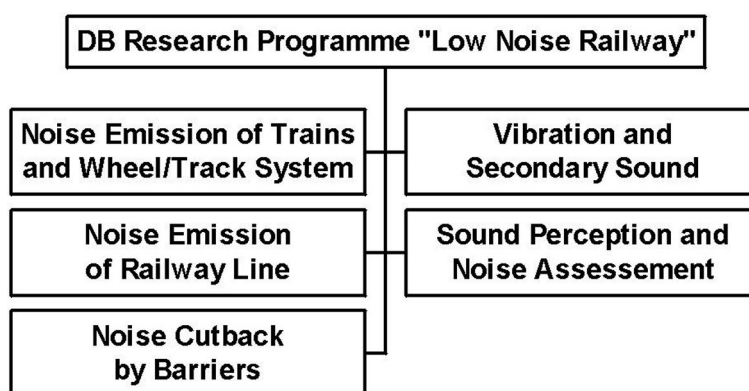 DB Research Programme "Low Noise Railway"
Noise Emission of Trains
and Wheel/Track System
Vibration and
Secondary Sound
Noise Emission
of Railway Line
Sound Perception and
Noise Assessement
Noise Cutback
by Barriers